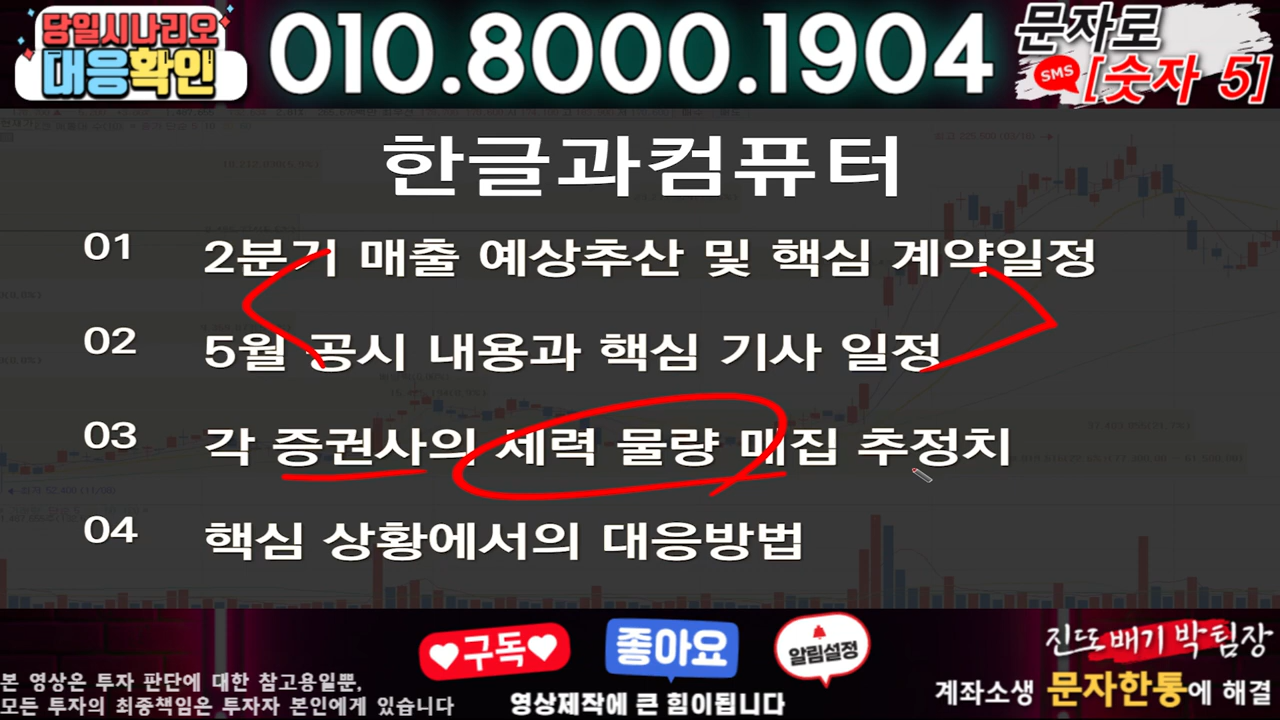 당일시나리오
대응확인
010.8000.1904
문자로
SMS
[숫자 5]
한글과컴퓨터
01 2분기 매출 예상추산 및 핵심 계약일정
02 5월 공시 내용과 핵심 기사 일정
03 각 증권사의 세력 물량 매집 추정치
04 핵심 상황에서의 대응방법
구독
좋아요
알림설정
영상제작에 큰 힘이됩니다
본 영상은 투자 판단에 대한 참고용일뿐,
모든 투자의 최종책임은 투자자 본인에게 있습니다
진또배기 박팀장
계좌소생 문자한통에 해결